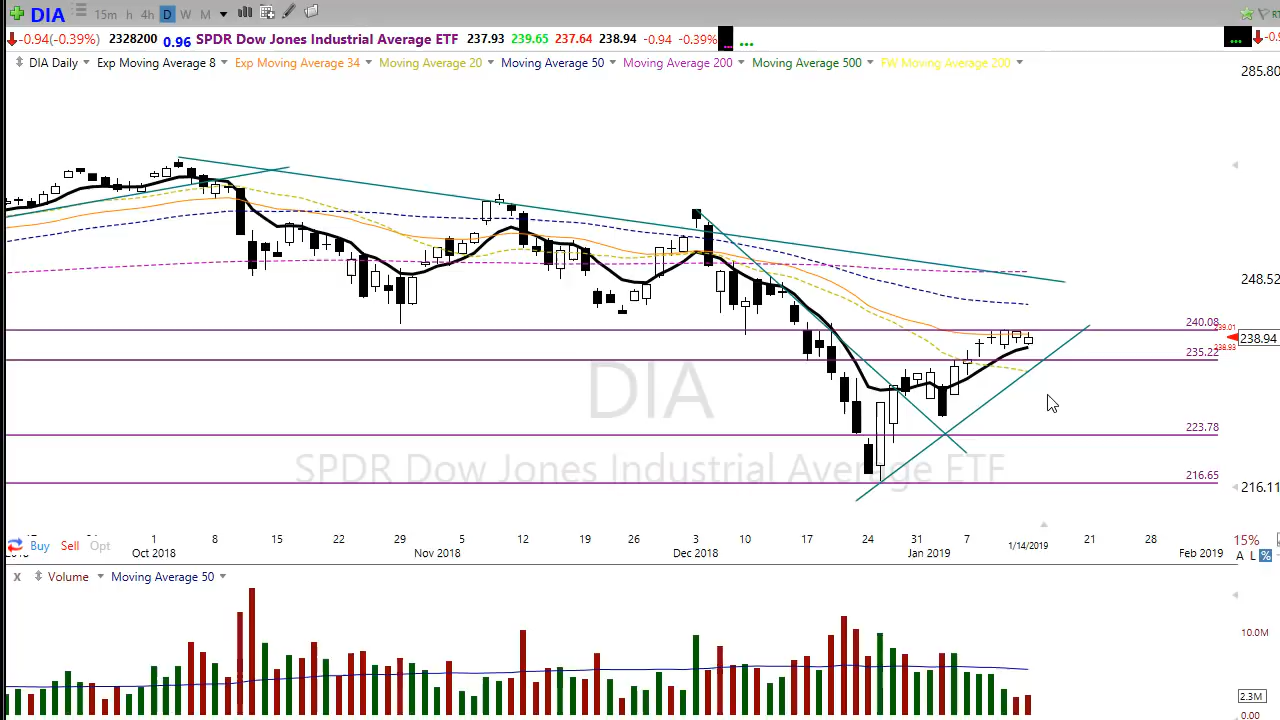 DIA 15m h 4h D W M
-0.94(-0.39%) 2328200 0.96 SPDR Dow Jones Industrial Average ETF 237.93 239.65 237.64 238.94 -0.94 -0.39%
DIA Daily Exp Moving Average 8 Exp Moving Average 34 Moving Average 20 Moving Average 50 Moving Average 200 Moving Average 500 FW Moving Average 200
285.80
248.52
240.08
239.01
238.94
238.93
235.22
DIA
223.78
SPDR Dow Jones Industrial Average ETF
216.65
216.11
1 8 15 22 29 5 12 19 26 3 10 17 24 31 7 1/14/2019 21 28
Buy Sell Opt
Oct 2018 Nov 2018 Dec 2018 Jan 2019 Feb 2019
15%
A L %
x Volume Moving Average 50
10.0M
2.3M
0.00